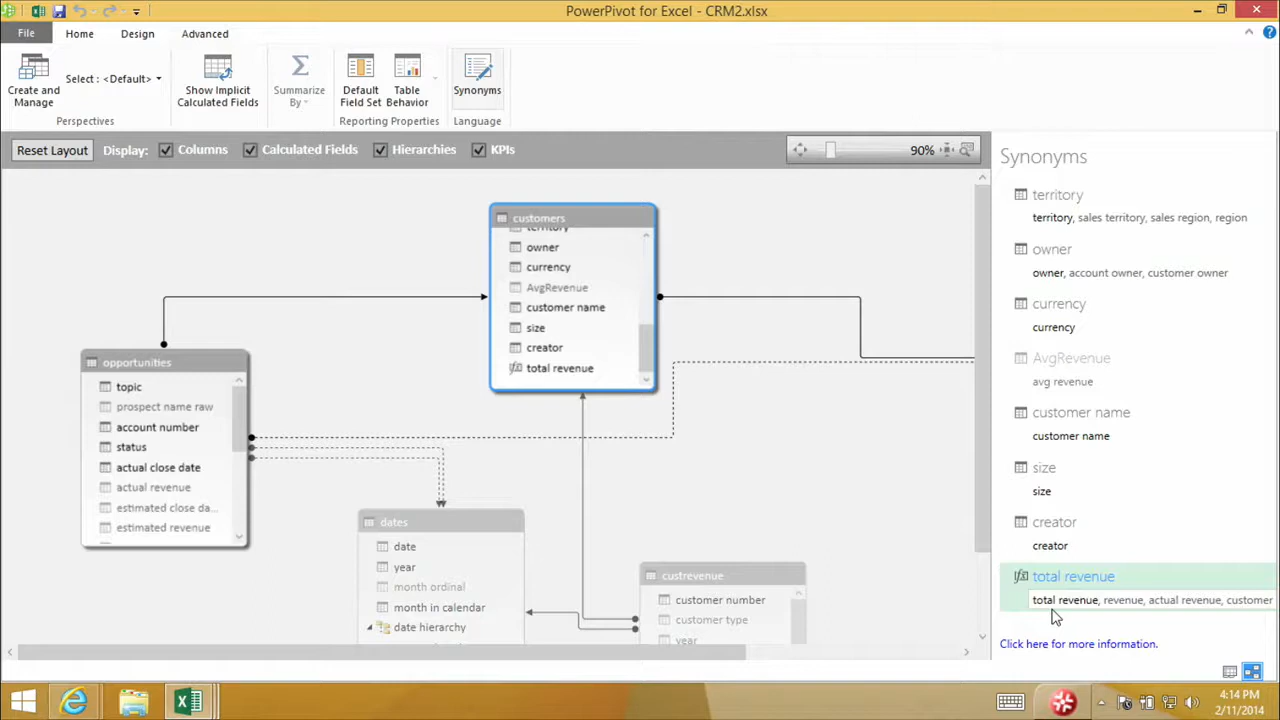 PowerPivot for Excel - CRM2.xlsx
File
Home
Design
Advanced
Create and
Manage
Select : <Default>
Perspectives
Show Implicit
Calculated Fields
Summarize
By
Default
Field Set
Table
Behavior
Reporting Properties
Synonyms
Language
Reset Layout
Display:
Columns
Calculated Fields
Hierarchies
KPIs
90%
customers
territory
owner
currency
AvgRevenue
customer name
size
creator
total revenue
opportunities
topic
prospect name raw
account number
status
actual close date
actual revenue
estimated close da...
estimated revenue
dates
date
year
month ordinal
month in calendar
date hierarchy
custrevenue
customer number
customer type
year
Synonyms
territory
territory, sales territory, sales region, region
owner
owner, account owner, customer owner
currency
currency
AvgRevenue
avg revenue
customer name
customer name
size
size
creator
creator
total revenue
total revenue, revenue, actual revenue, customer
Click here for more information.
4:14 PM
2/11/2014